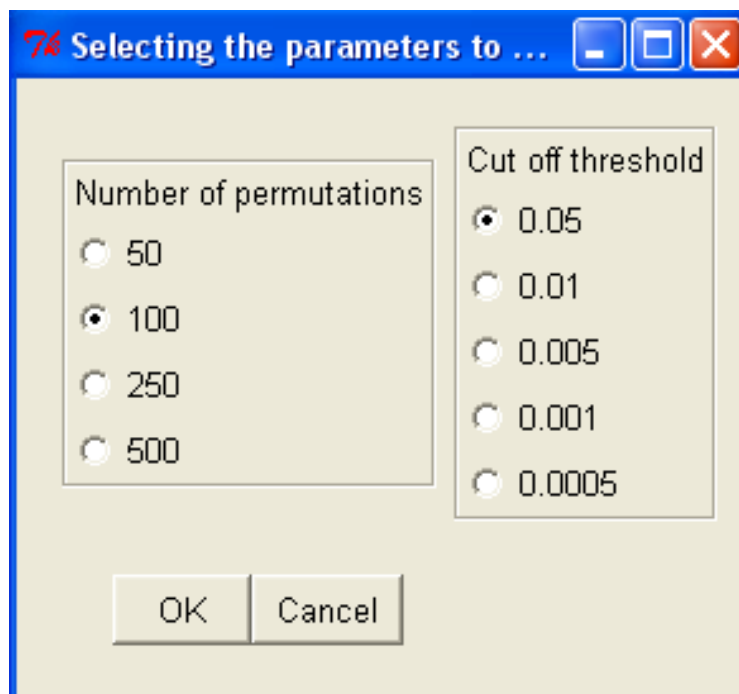 Tk Selecting the parameters to ...
Number of permutations
50
100
250
500
Cut off threshold
0.05
0.01
0.005
0.001
0.0005
OK
Cancel